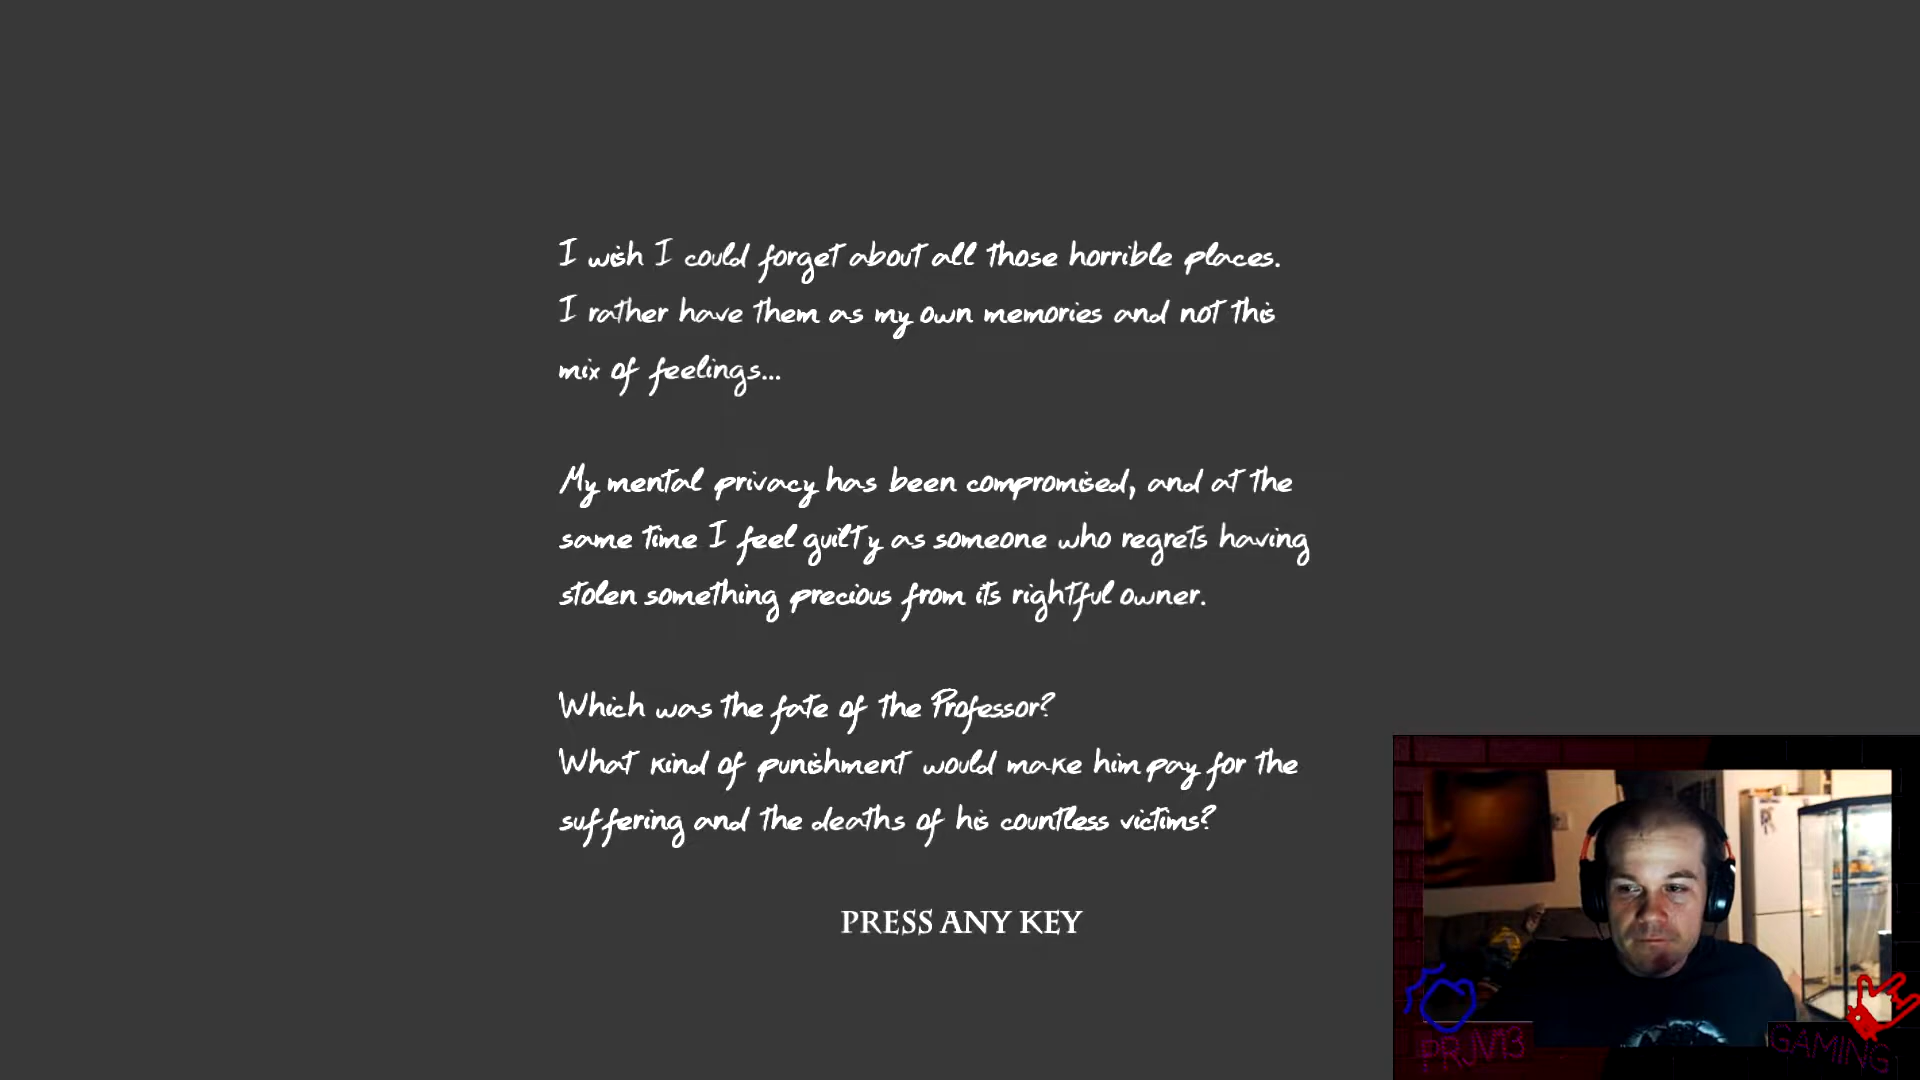 I wish I could forget about all those horrible places.
I rather have them as my own memories and not this
mix of feelings...
My mental privacy has been compromised, and at the
same time I feel guilty as someone who regrets having
stolen something precious from its rightful owner.
Which was the fate of the Professor?
What kind of punishment would make him pay for the
suffering and the deaths of his countless victims?
PRESS ANY KEY
PRJV13
GAMING